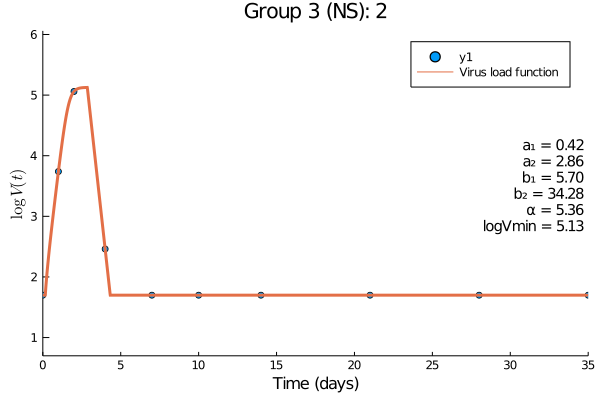 Group 3 (NS): 2
6
5
4
3
2
1
log V(t)
y1
Virus load function
a₁ = 0.42
a₂ = 2.86
b₁ = 5.70
b₂ = 34.28
α = 5.36
logVmin = 5.13
0 5 10 15 20 25 30 35
Time (days)